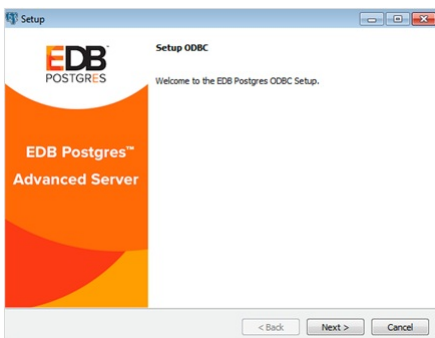 Setup
EDB
POSTGRES
Setup ODBC
Welcome to the EDB Postgres ODBC Setup.
EDB Postgres™
Advanced Server
< Back
Next >
Cancel